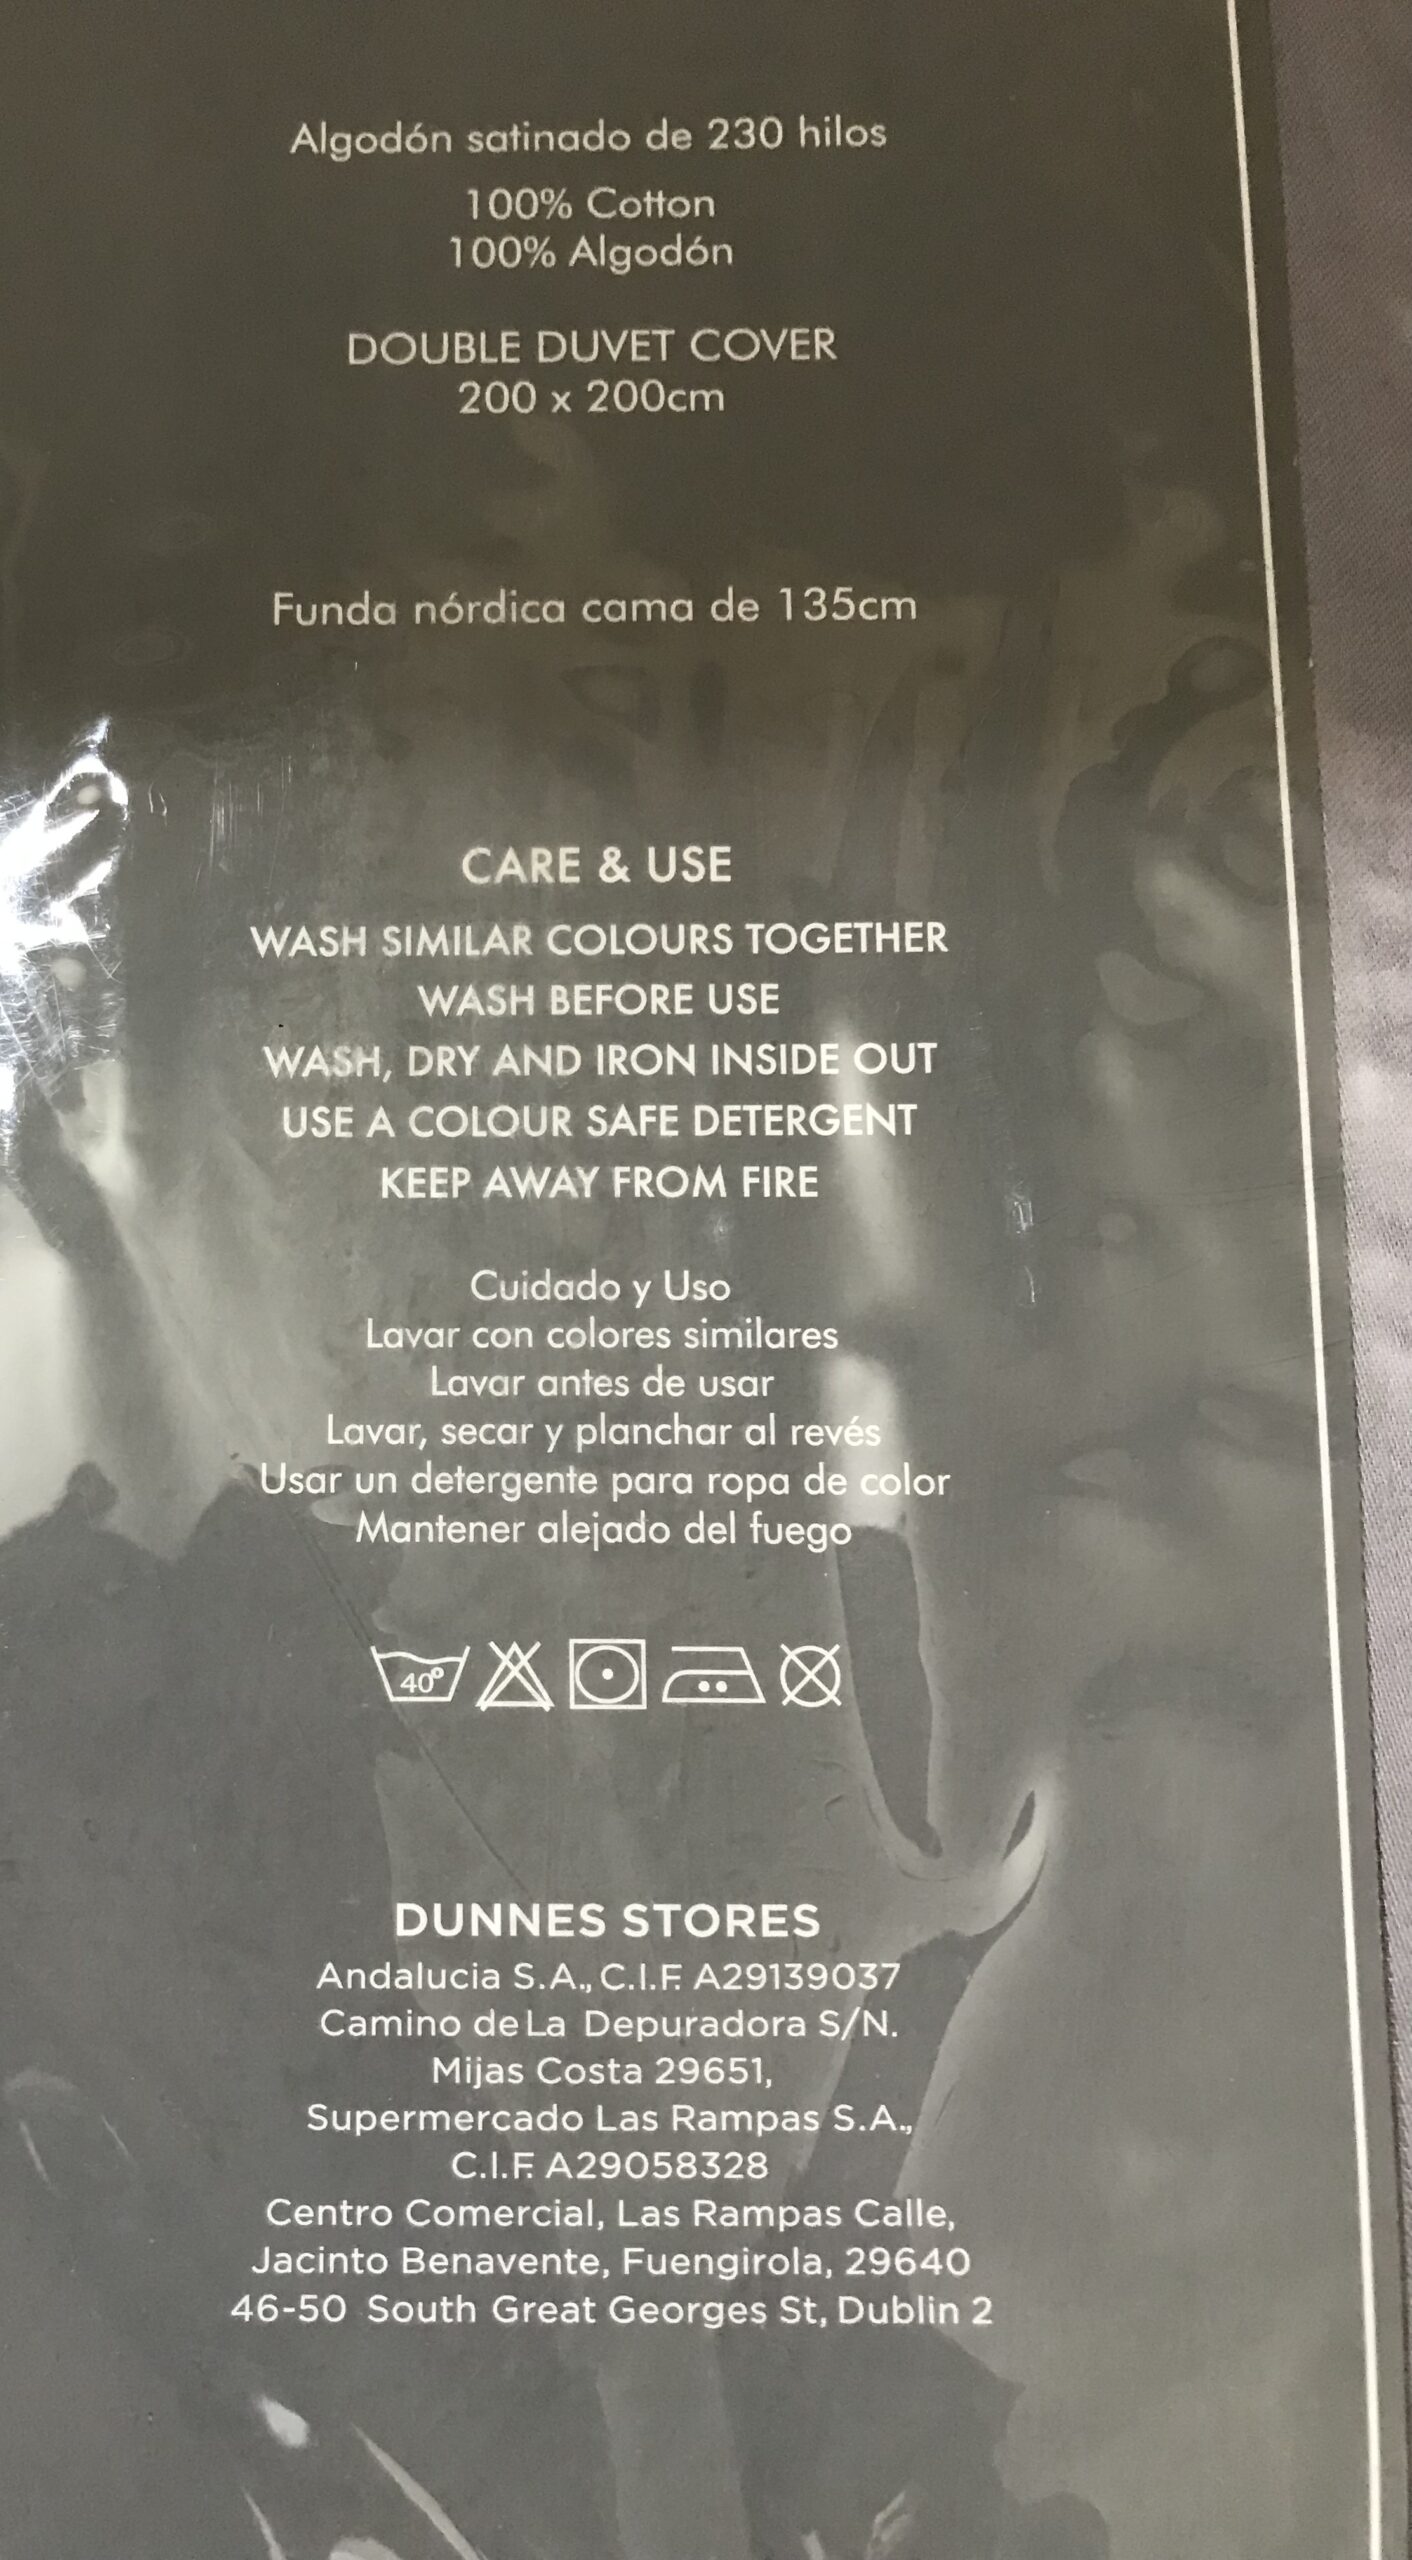 Algodón satinado de 230 hilos
100% Cotton
100% Algodón
DOUBLE DUVET COVER
200 x 200cm
Funda nórdica cama de 135cm
CARE & USE
WASH SIMILAR COLOURS TOGETHER
WASH BEFORE USE
WASH, DRY AND IRON INSIDE OUT
USE A COLOUR SAFE DETERGENT
KEEP AWAY FROM FIRE
Cuidado y Uso
Lavar con colores similares
Lavar antes de usar
Lavar, secar y planchar al revés
Usar un detergente para ropa de color
Mantener alejado del fuego
40º
DUNNES STORES
Andalucia S.A., C.I.F. A29139037
Camino de La Depuradora S/N.
Mijas Costa 29651,
Supermercado Las Rampas S.A.,
C.I.F. A29058328
Centro Comercial, Las Rampas Calle,
Jacinto Benavente, Fuengirola, 29640
46-50 South Great Georges St, Dublin 2